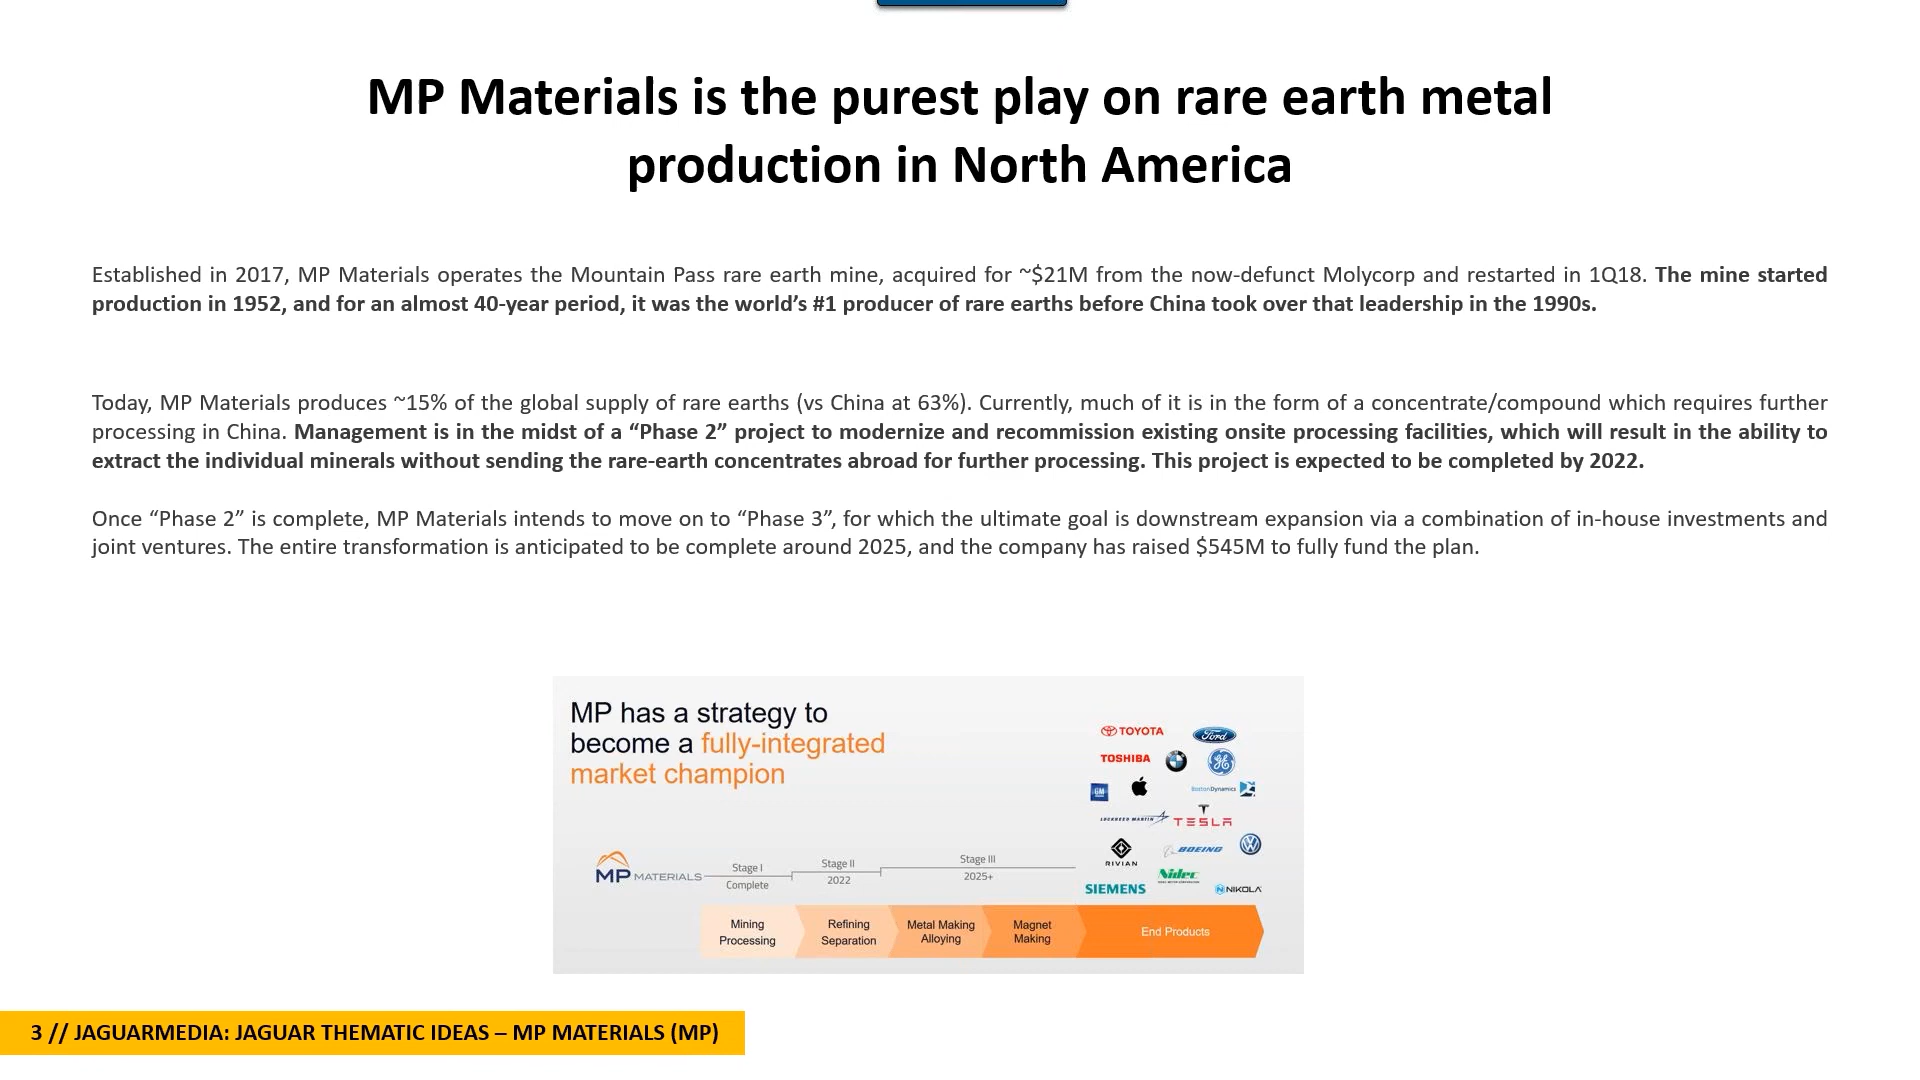 MP Materials is the purest play on rare earth metal
production in North America
Established in 2017, MP Materials operates the Mountain Pass rare earth mine, acquired for ~$21M from the now-defunct Molycorp and restarted in 1Q18. The mine started
production in 1952, and for an almost 40-year period, it was the world’s #1 producer of rare earths before China took over that leadership in the 1990s.
Today, MP Materials produces ~15% of the global supply of rare earths (vs China at 63%). Currently, much of it is in the form of a concentrate/compound which requires further
processing in China. Management is in the midst of a “Phase 2” project to modernize and recommission existing onsite processing facilities, which will result in the ability to
extract the individual minerals without sending the rare-earth concentrates abroad for further processing. This project is expected to be completed by 2022.
Once “Phase 2” is complete, MP Materials intends to move on to “Phase 3”, for which the ultimate goal is downstream expansion via a combination of in-house investments and
joint ventures. The entire transformation is anticipated to be complete around 2025, and the company has raised $545M to fully fund the plan.
MP has a strategy to
become a fully-integrated
market champion
TOYOTA
Ford
TOSHIBA
BMW
GE
GM
BostonDynamics
LOCKHEED MARTIN
TESLA
RIVIAN
BOEING
VW
SIEMENS
Nidec
NIKOLA
MP MATERIALS
Stage I
Complete
Stage II
2022
Stage III
2025+
Mining
Processing
Refining
Separation
Metal Making
Alloying
Magnet
Making
End Products
3 // JAGUARMEDIA: JAGUAR THEMATIC IDEAS – MP MATERIALS (MP)